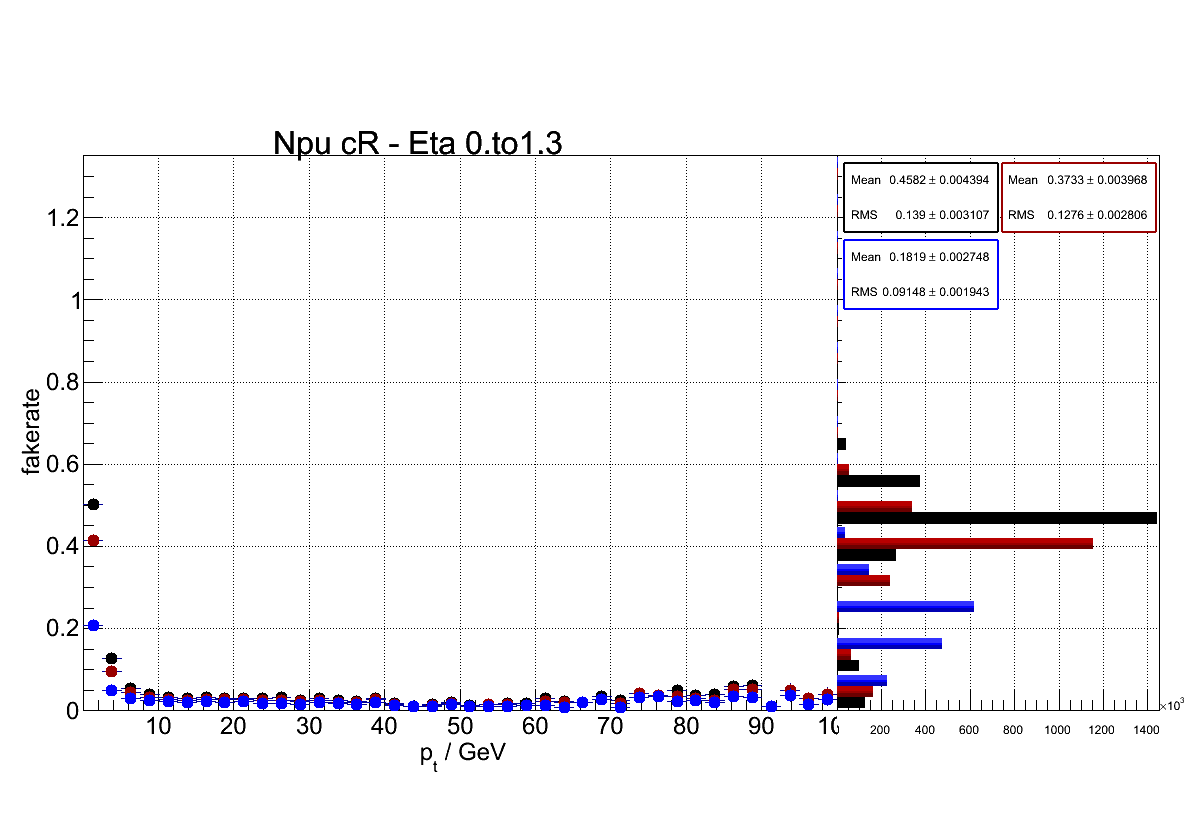 Npu cR - Eta 0.to1.3
fakerate
1.2
1
0.8
0.6
0.4
0.2
0
10 20 30 40 50 60 70 80 90 10
p_t / GeV
Mean 0.4582 ± 0.004394
RMS 0.139 ± 0.003107
Mean 0.3733 ± 0.003968
RMS 0.1276 ± 0.002806
Mean 0.1819 ± 0.002748
RMS 0.09148 ± 0.001943
200 400 600 800 1000 1200 1400
×10³